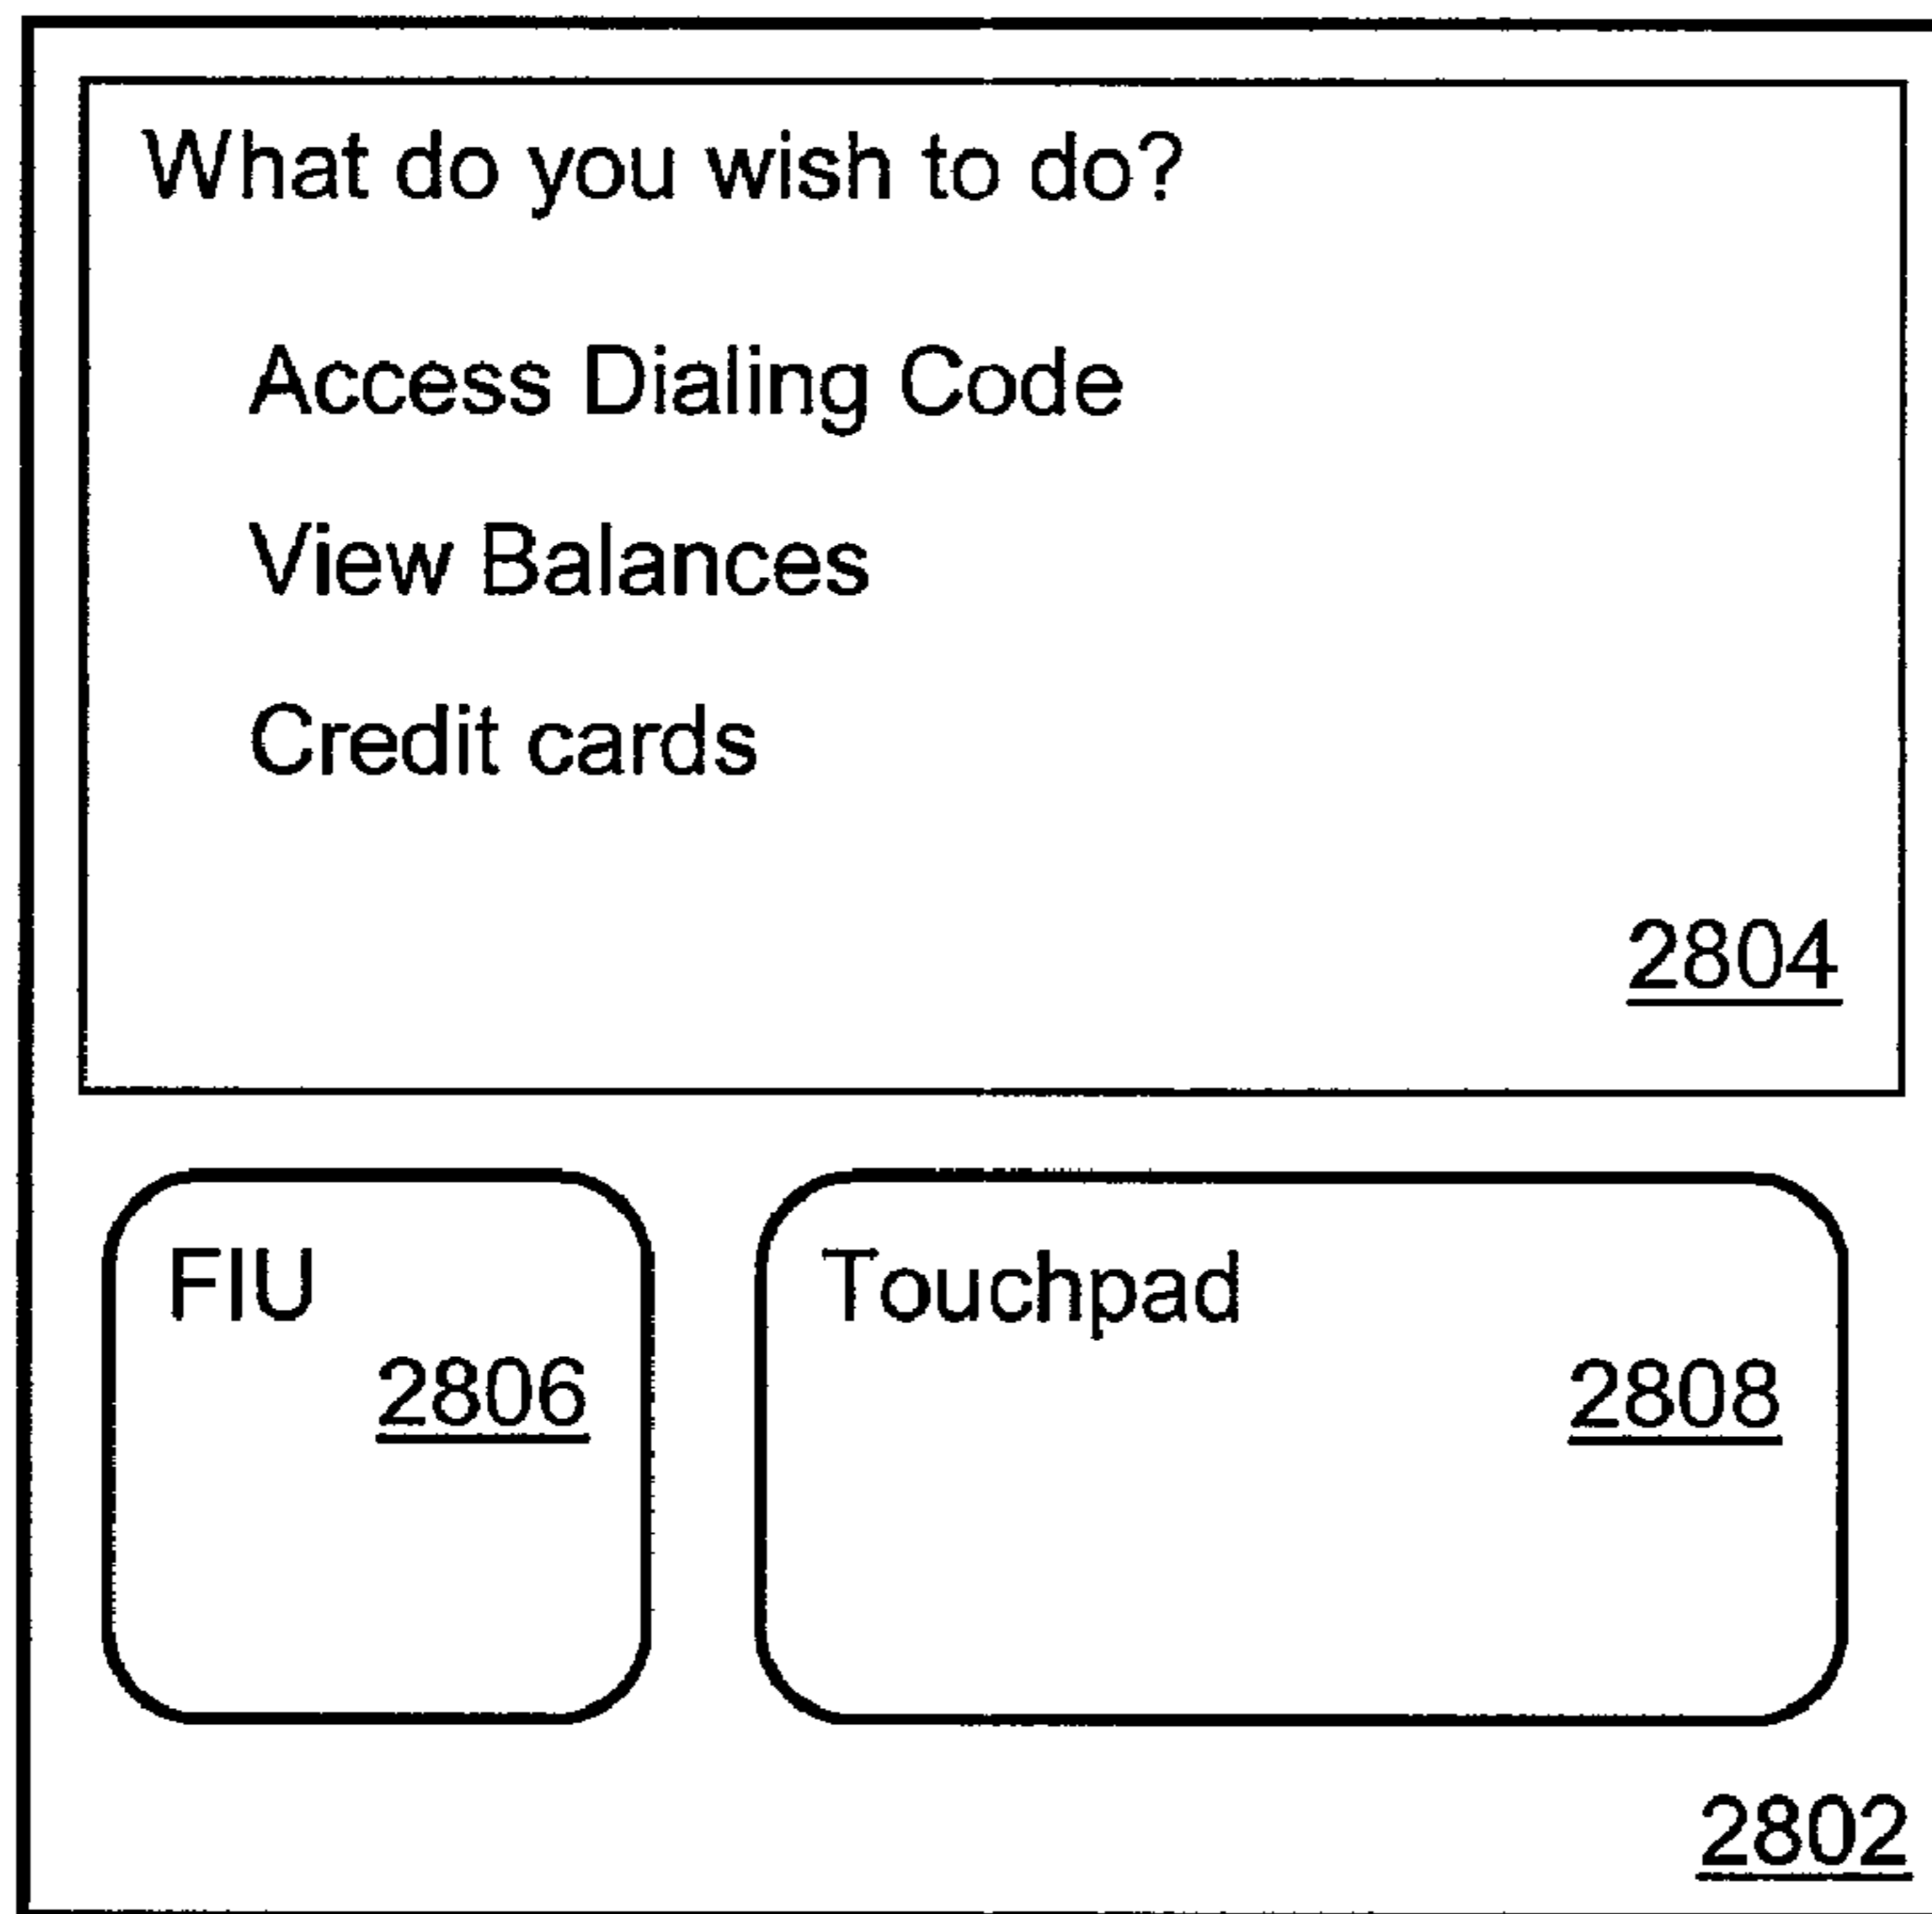 What do you wish to do?
Access Dialing Code
View Balances
Credit cards
2804
FIU
2806
Touchpad
2808
2802